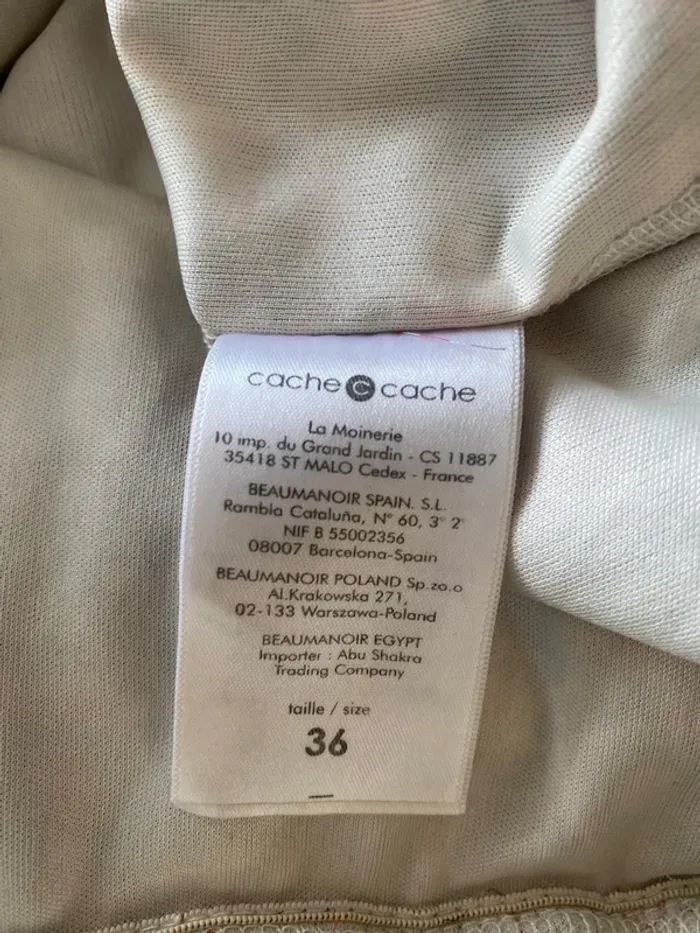 cache c cache
La Moinerie
10 imp. du Grand Jardin - CS 11887
35418 ST MALO Cedex - France
BEAUMANOIR SPAIN. S.L.
Rambla Cataluña, N° 60, 3° 2°
NIF B 55002356
08007 Barcelona-Spain
BEAUMANOIR POLAND Sp.zo.o
Al.Krakowska 271,
02-133 Warszawa-Poland
BEAUMANOIR EGYPT
Importer : Abu Shakra
Trading Company
taille / size
36